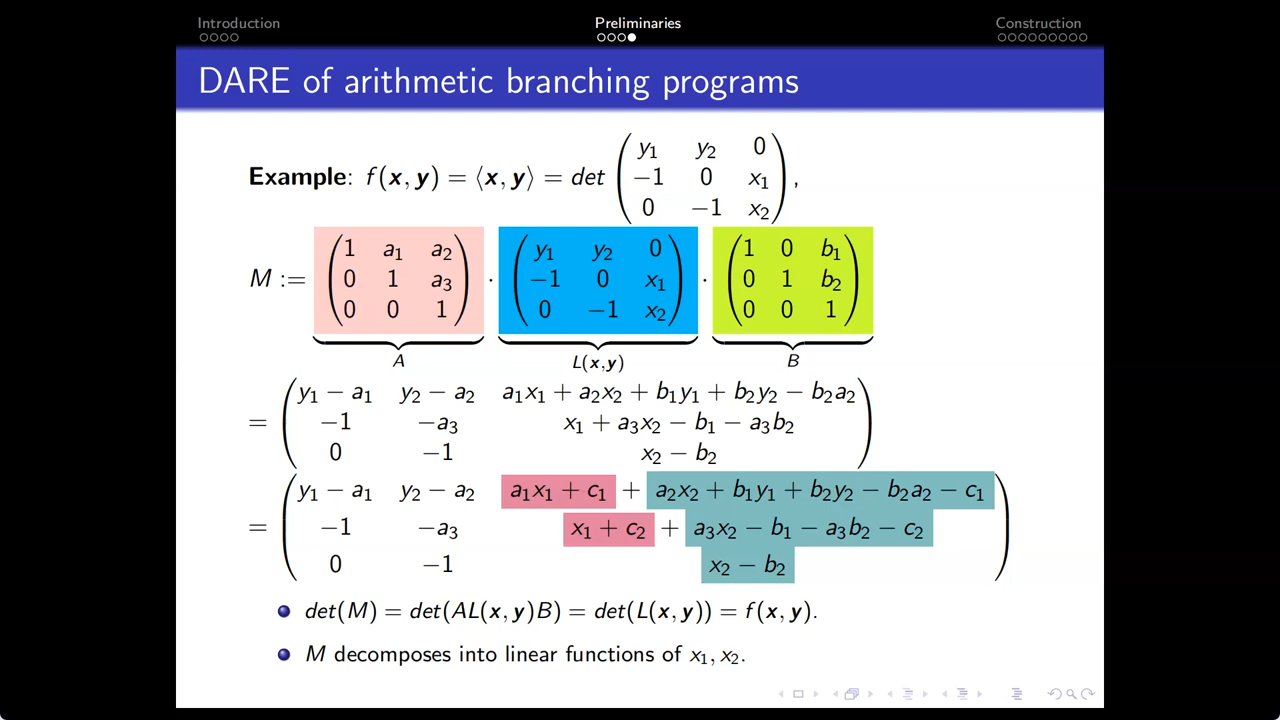 Introduction Preliminaries Construction
DARE of arithmetic branching programs
Example: f(x, y) = ⟨x, y⟩ = det ( y₁ y₂ 0
−1 0 x₁
0 −1 x₂ ),
M := ( 1 a₁ a₂ · y₁ y₂ 0 · 1 0 b₁
0 1 a₃ −1 0 x₁ 0 1 b₂
0 0 1 0 −1 x₂ 0 0 1 )
A L(x,y) B
y₁ − a₁ y₂ − a₂ a₁x₁ + a₂x₂ + b₁y₁ + b₂y₂ − b₂a₂
= −1 −a₃ x₁ + a₃x₂ − b₁ − a₃b₂
0 −1 x₂ − b₂
y₁ − a₁ y₂ − a₂ a₁x₁ + c₁ + a₂x₂ + b₁y₁ + b₂y₂ − b₂a₂ − c₁
= −1 −a₃ x₁ + c₂ + a₃x₂ − b₁ − a₃b₂ − c₂
0 −1 x₂ − b₂
det(M) = det(AL(x, y)B) = det(L(x, y)) = f(x, y).
M decomposes into linear functions of x₁, x₂.